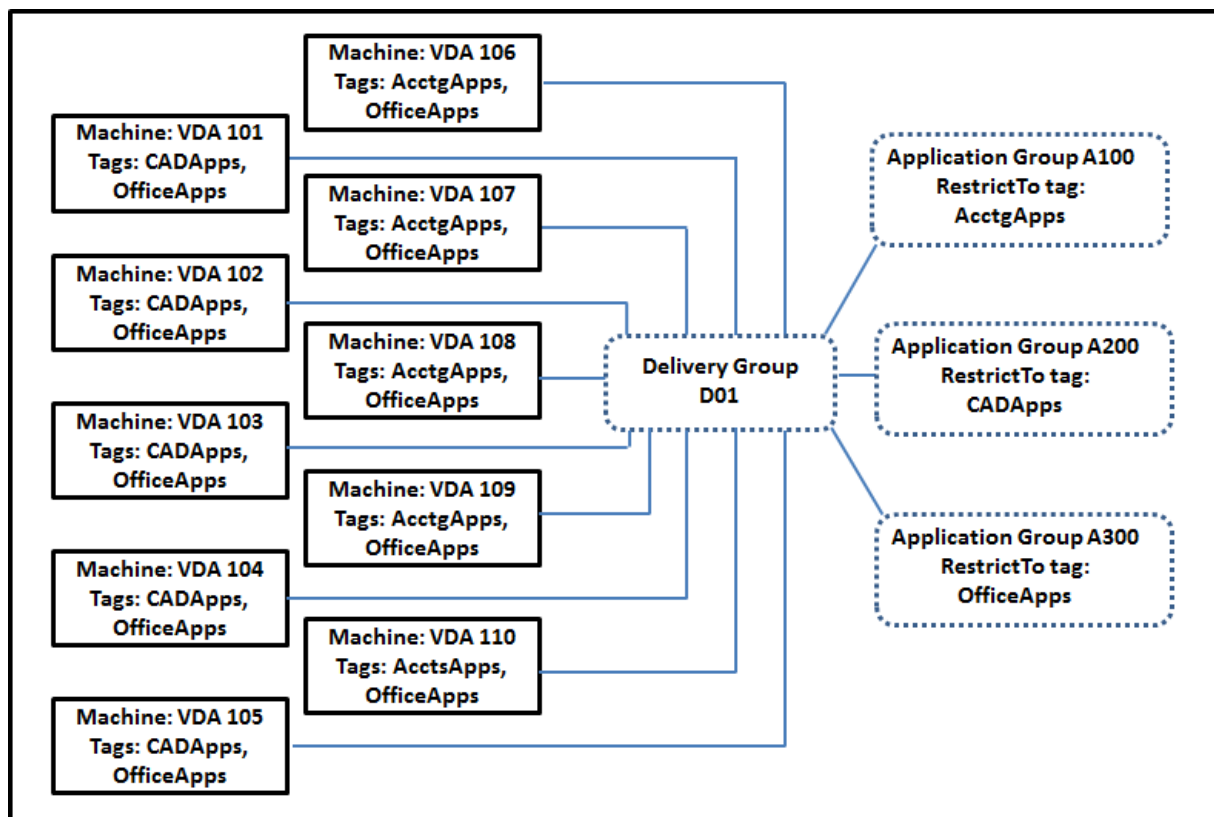 Machine: VDA 106
Tags: AcctgApps,
OfficeApps
Machine: VDA 101
Tags: CADApps,
OfficeApps
Machine: VDA 107
Tags: AcctgApps,
OfficeApps
Machine: VDA 102
Tags: CADApps,
OfficeApps
Machine: VDA 108
Tags: AcctgApps,
OfficeApps
Machine: VDA 103
Tags: CADApps,
OfficeApps
Machine: VDA 109
Tags: AcctgApps,
OfficeApps
Machine: VDA 104
Tags: CADApps,
OfficeApps
Machine: VDA 110
Tags: AcctsApps,
OfficeApps
Machine: VDA 105
Tags: CADApps,
OfficeApps
Delivery Group
D01
Application Group A100
RestrictTo tag:
AcctgApps
Application Group A200
RestrictTo tag:
CADApps
Application Group A300
RestrictTo tag:
OfficeApps